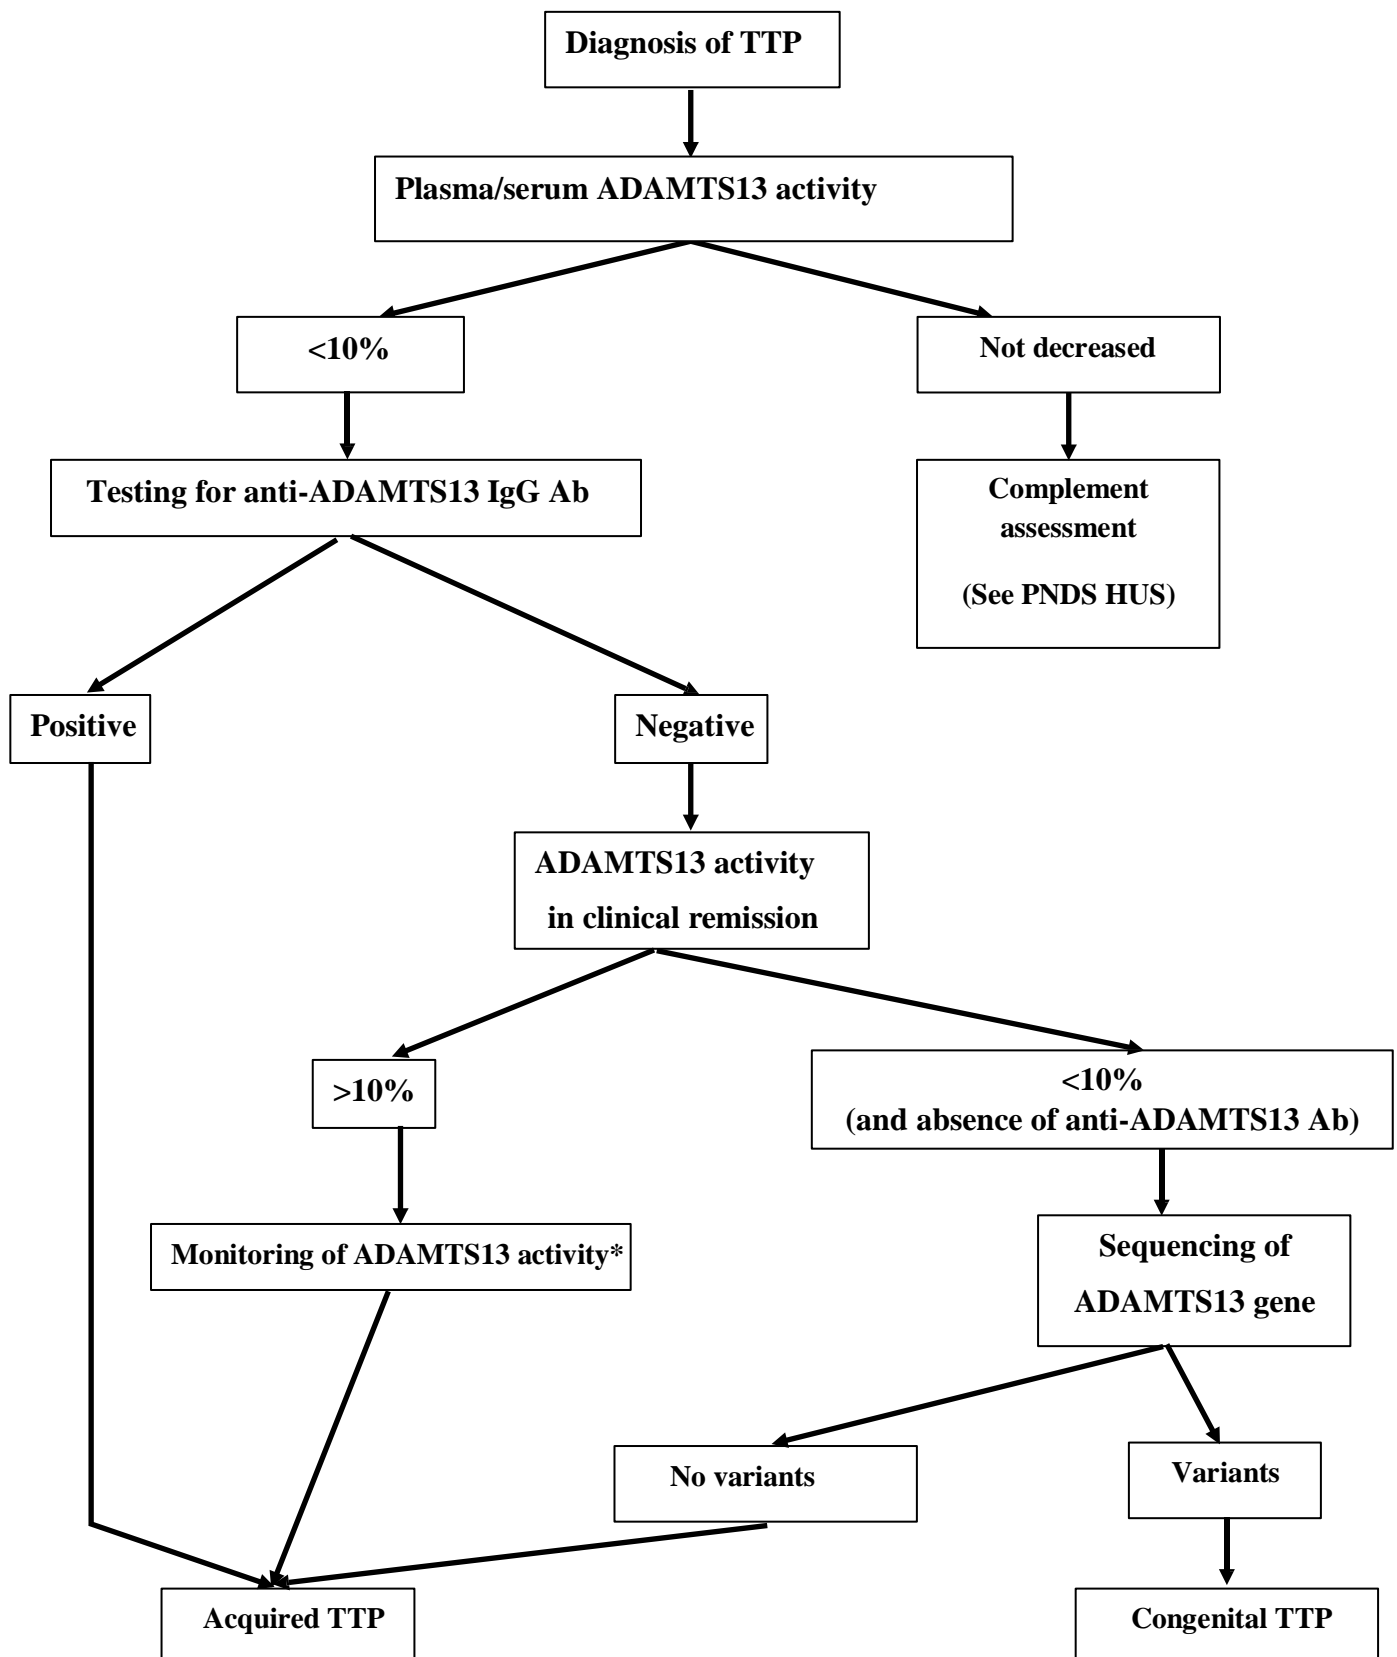 Diagnosis of TTP
Plasma/serum ADAMTS13 activity
<10%
Not decreased
Testing for anti-ADAMTS13 IgG Ab
Complement
assessment
(See PNDS HUS)
Positive
Negative
ADAMTS13 activity
in clinical remission
>10%
<10%
(and absence of anti-ADAMTS13 Ab)
Monitoring of ADAMTS13 activity*
Sequencing of
ADAMTS13 gene
No variants
Variants
Acquired TTP
Congenital TTP